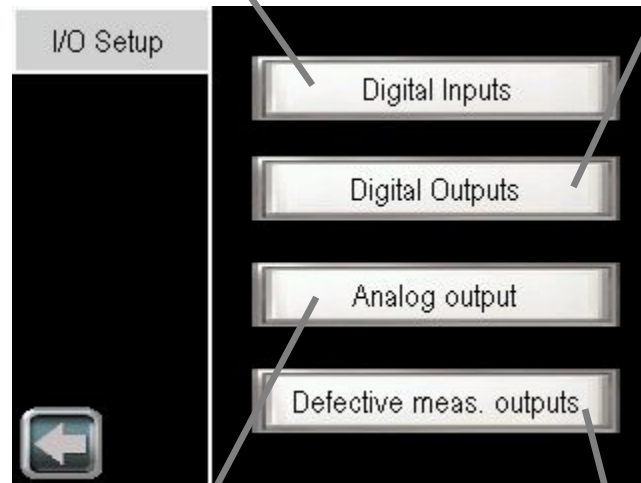 I/O Setup
Digital Inputs
Digital Outputs
Analog output
Defective meas. outputs